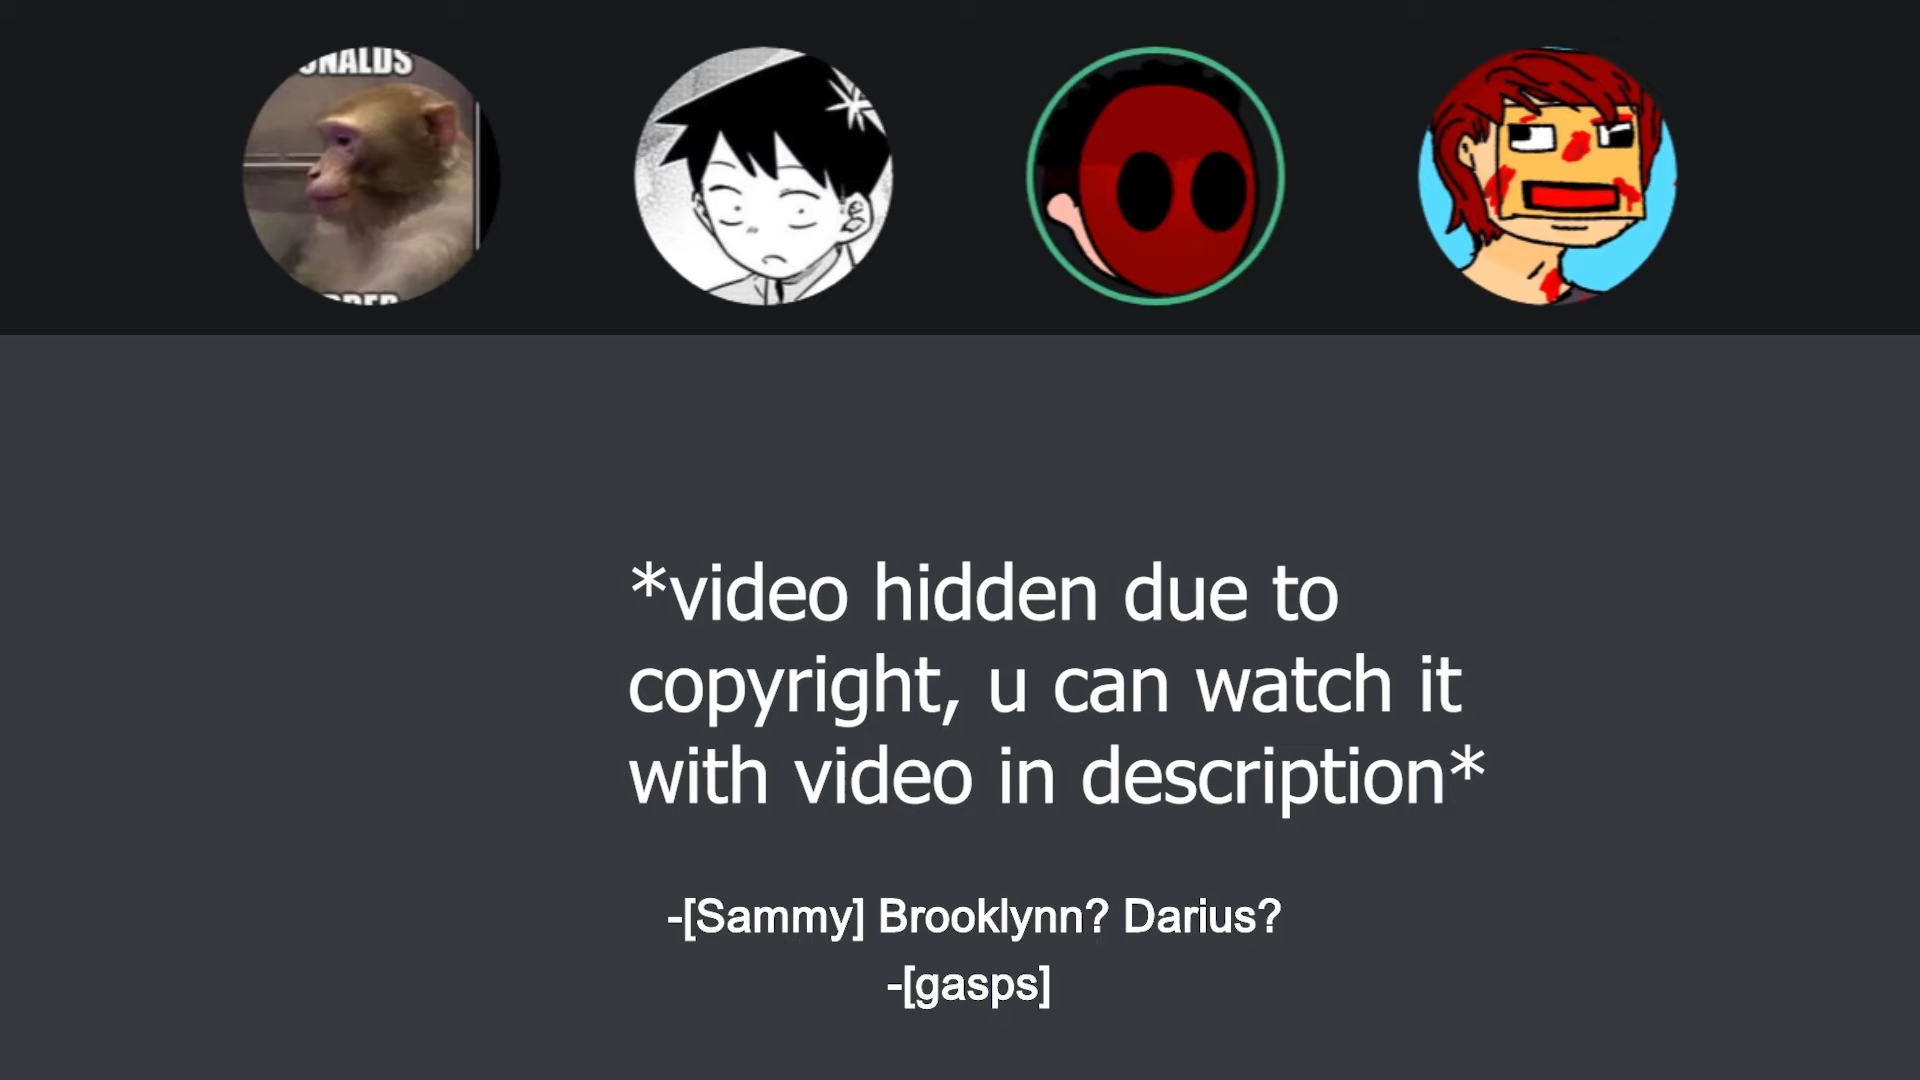 *video hidden due to
copyright, u can watch it
with video in description*
-[Sammy] Brooklynn? Darius?
-[gasps]